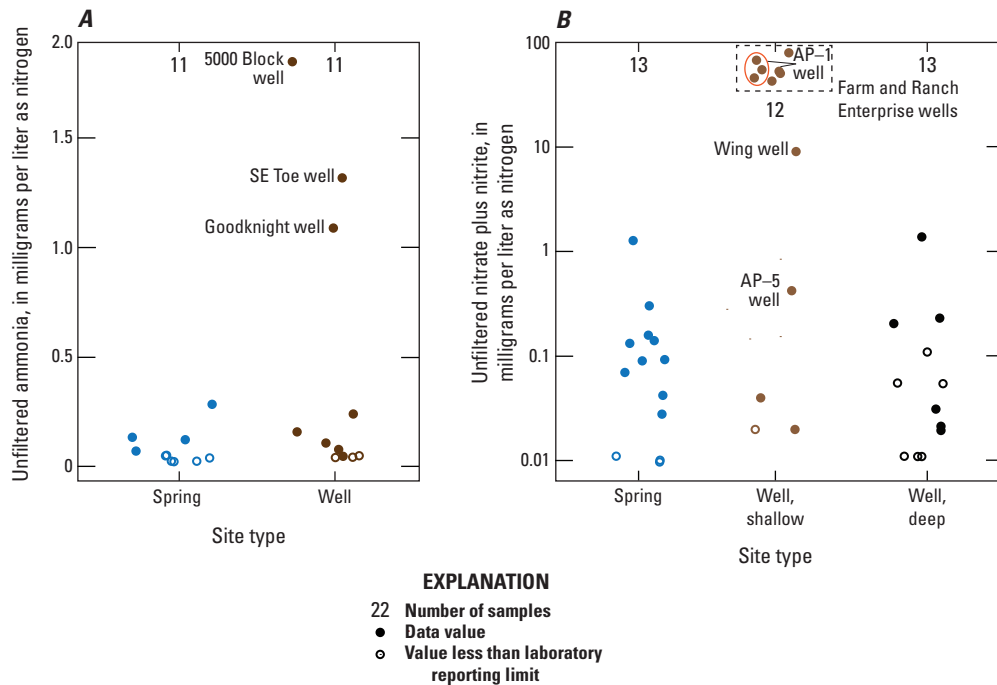 A
2.0
1.5
1.0
0.5
0
Unfiltered ammonia, in milligrams per liter as nitrogen
11
11
5000 Block
well
SE Toe well
Goodknight well
Spring
Well
Site type
B
100
10
1
0.1
0.01
Unfiltered nitrate plus nitrite, in
milligrams per liter as nitrogen
13
12
13
AP–1
well
Farm and Ranch
Enterprise wells
Wing well
AP–5
well
Spring
Well,
shallow
Well,
deep
Site type
EXPLANATION
22 Number of samples
Data value
Value less than laboratory
reporting limit